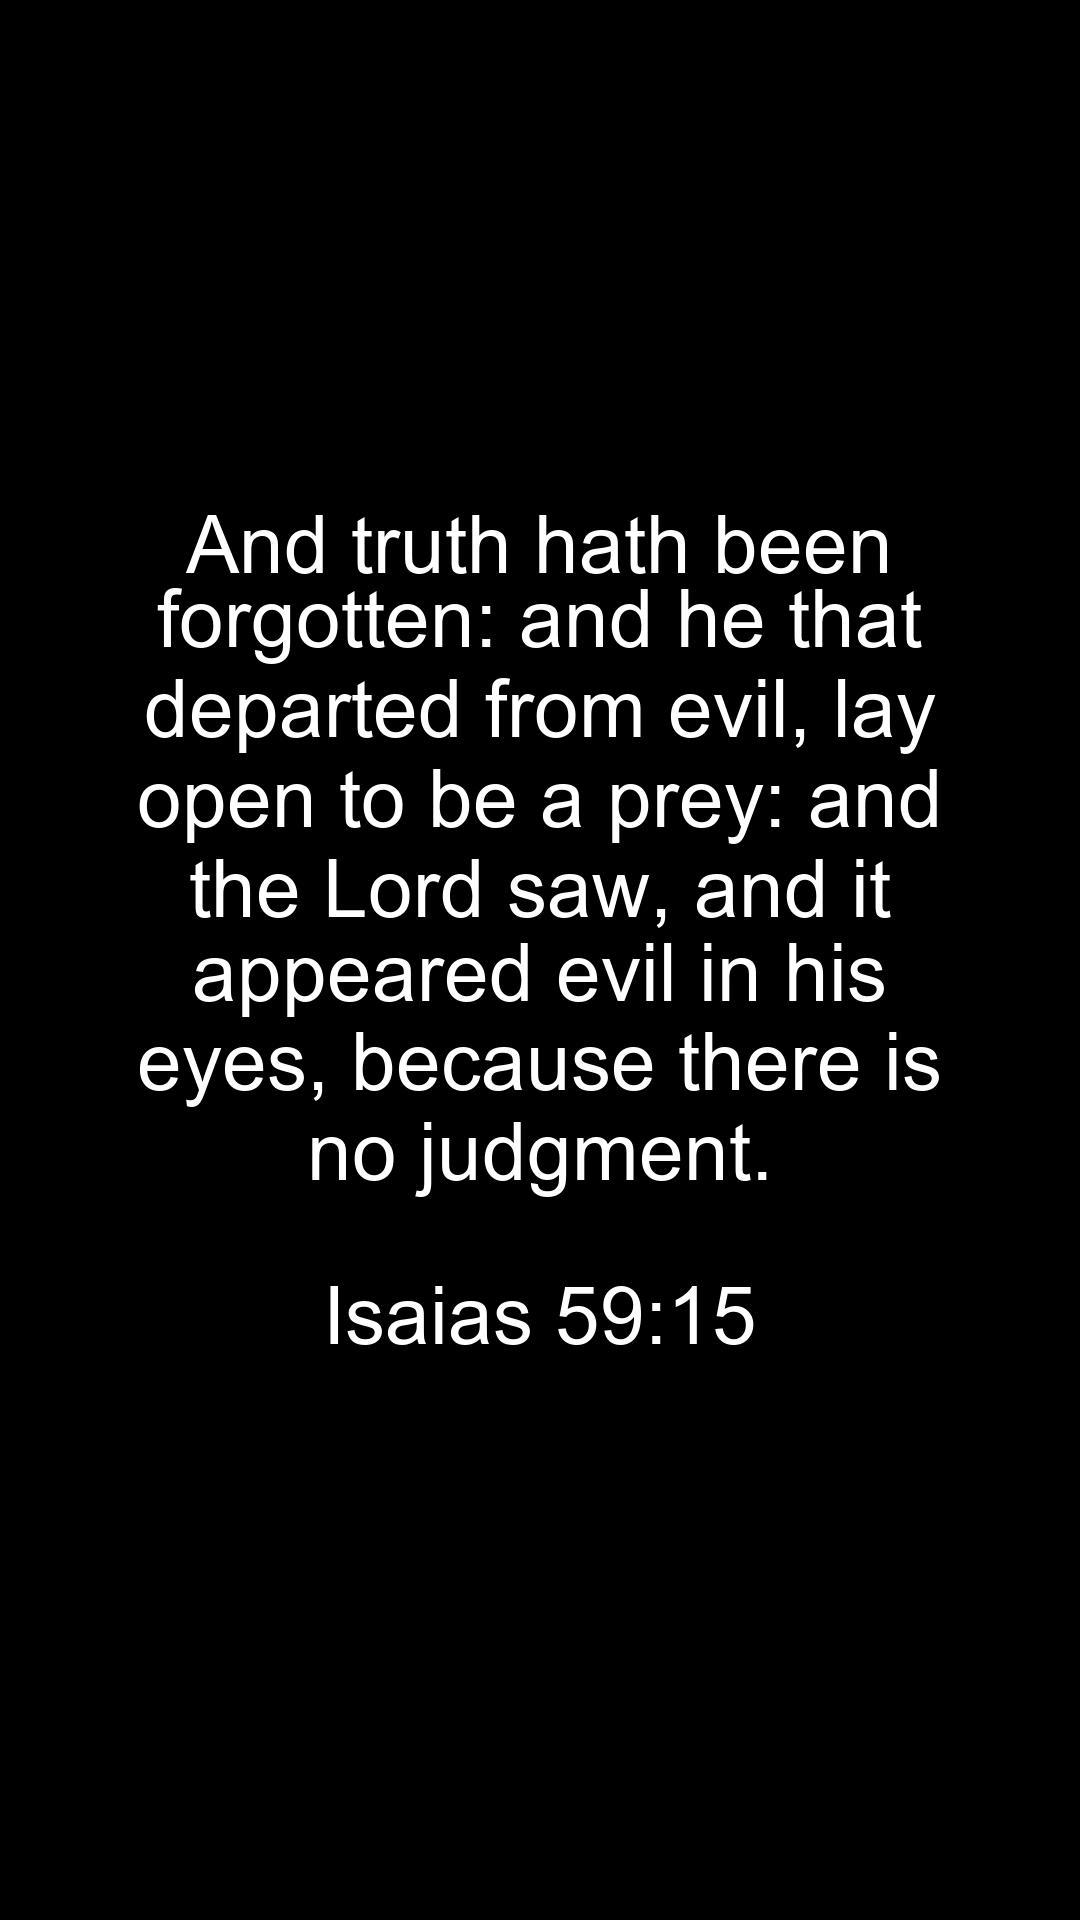 And truth hath been
forgotten: and he that
departed from evil, lay
open to be a prey: and
the Lord saw, and it
appeared evil in his
eyes, because there is
no judgment.
Isaias 59:15